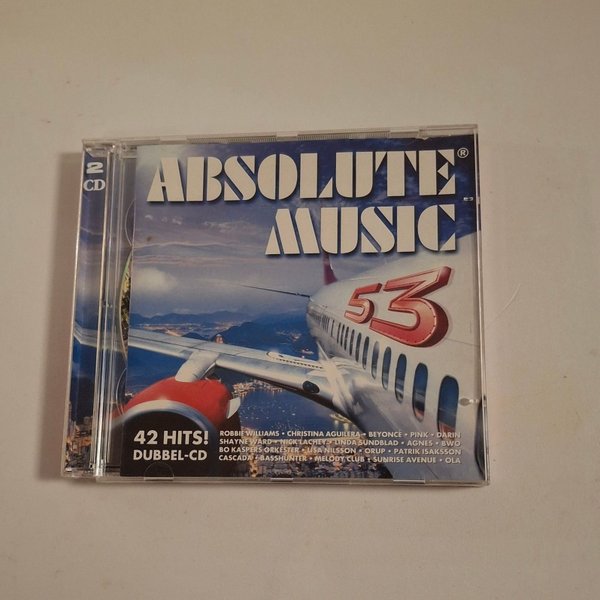 2
CD
ABSOLUTE®
MUSIC
53
42 HITS!
DUBBEL-CD
ROBBIE WILLIAMS • CHRISTINA AGUILERA • BEYONCÉ • PINK • DARIN
SHAYNE WARD • NICK LACHEY • LINDA SUNDBLAD • AGNES • BWO
BO KASPERS ORKESTER • LISA NILSSON • ORUP • PATRIK ISAKSSON
CASCADA • BASSHUNTER • MELODY CLUB • SUNRISE AVENUE • OLA